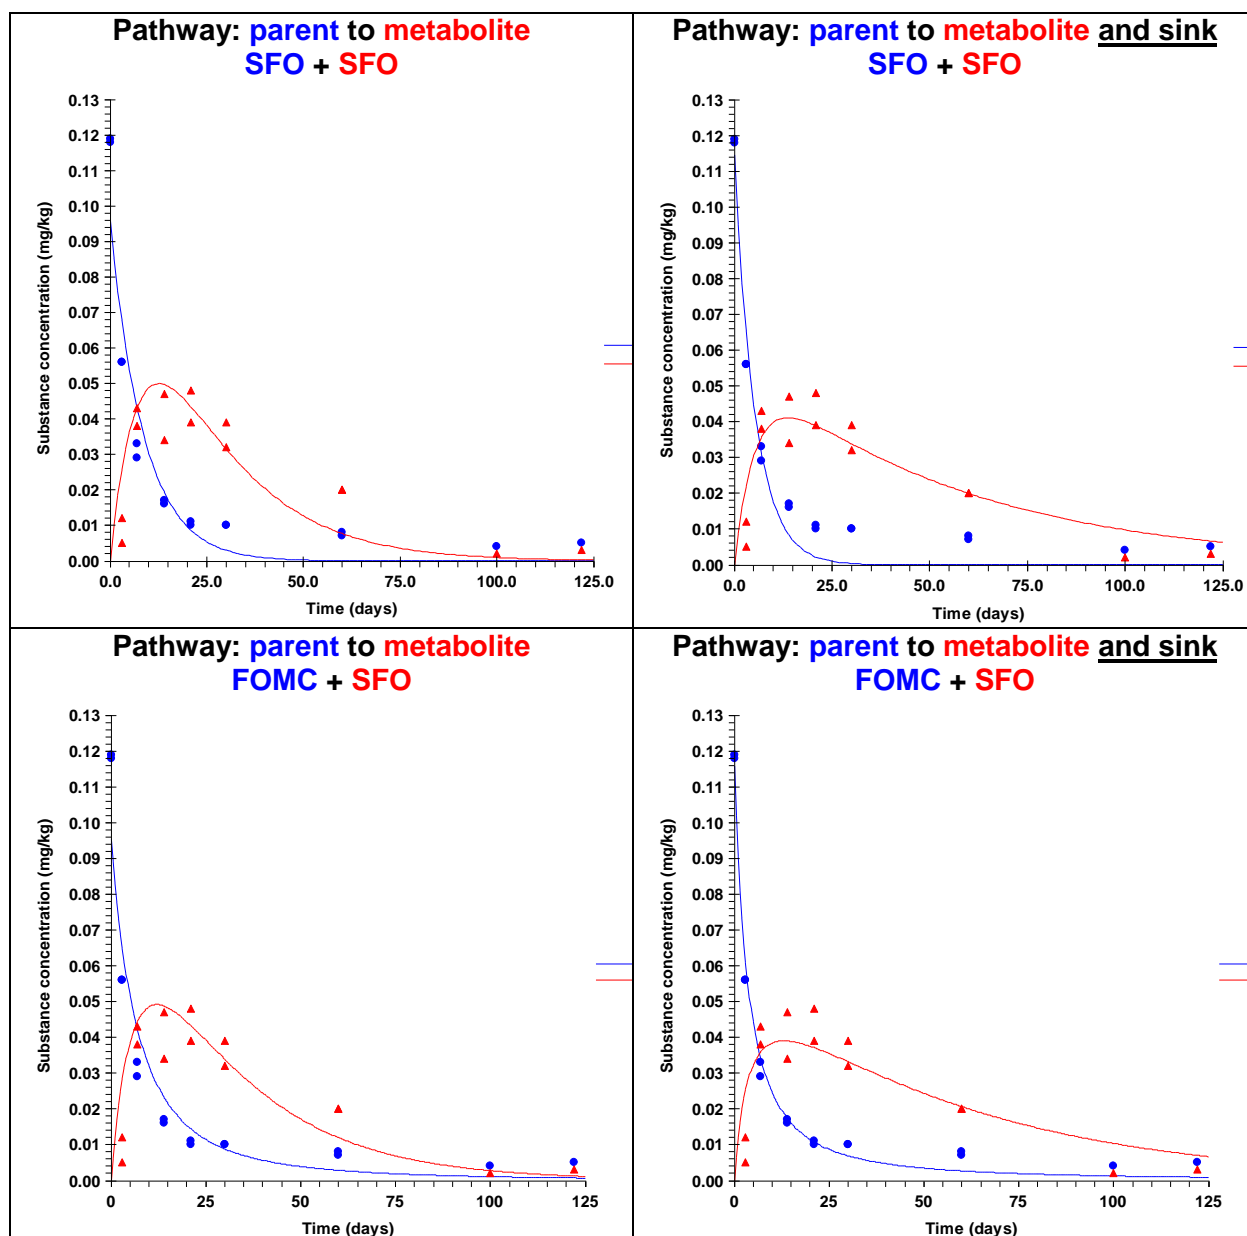 Pathway: parent to metabolite
SFO + SFO
0.13
0.12
0.11
0.10
0.09
0.08
0.07
0.06
0.05
0.04
0.03
0.02
0.01
0.00
Substance concentration (mg/kg)
0.0 25.0 50.0 75.0 100.0 125.0
Time (days)
Pathway: parent to metabolite and sink
SFO + SFO
0.13
0.12
0.11
0.10
0.09
0.08
0.07
0.06
0.05
0.04
0.03
0.02
0.01
0.00
Substance concentration (mg/kg)
0.0 25.0 50.0 75.0 100.0 125.0
Time (days)
Pathway: parent to metabolite
FOMC + SFO
0.13
0.12
0.11
0.10
0.09
0.08
0.07
0.06
0.05
0.04
0.03
0.02
0.01
0.00
Substance concentration (mg/kg)
0 25 50 75 100 125
Time (days)
Pathway: parent to metabolite and sink
FOMC + SFO
0.13
0.12
0.11
0.10
0.09
0.08
0.07
0.06
0.05
0.04
0.03
0.02
0.01
0.00
Substance concentration (mg/kg)
0 25 50 75 100 125
Time (days)